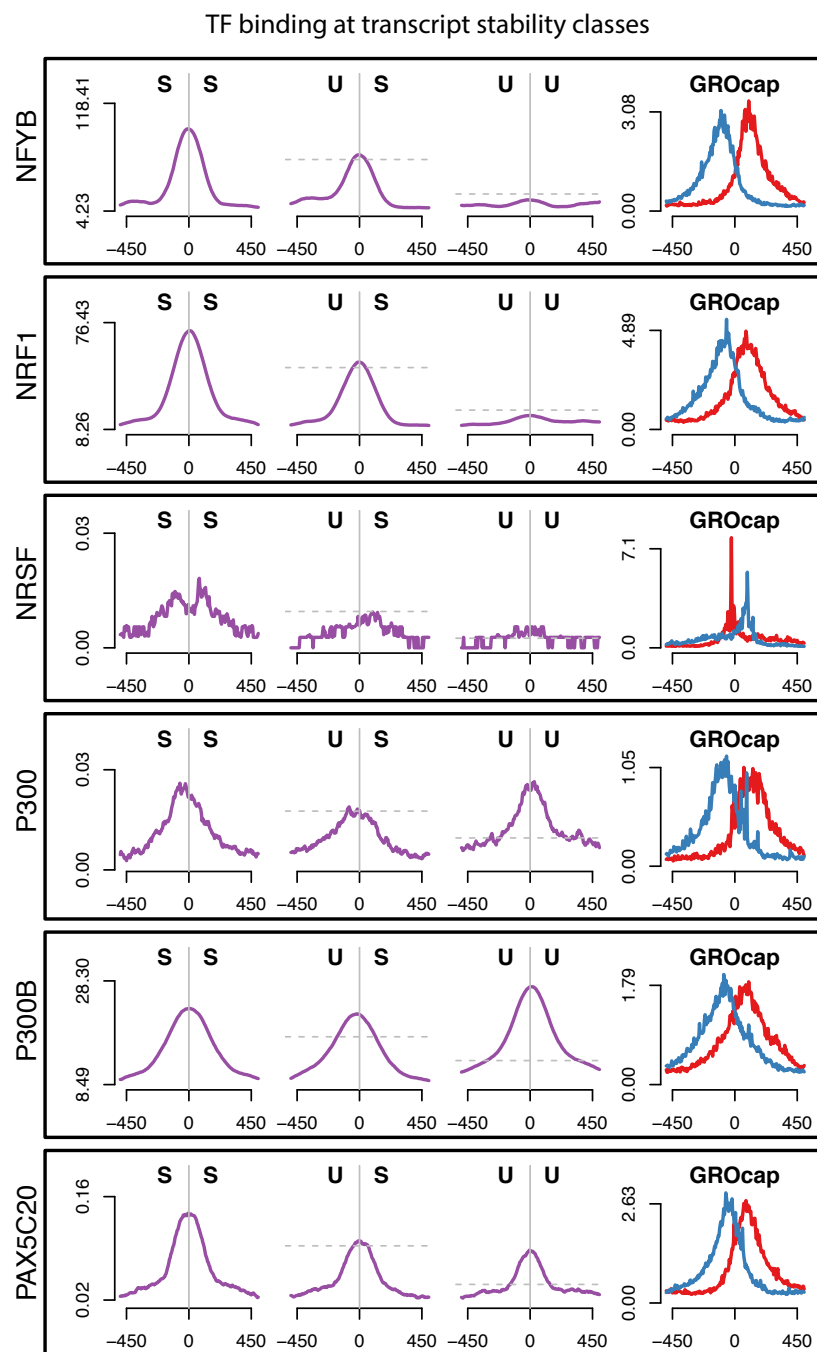 TF binding at transcript stability classes
NFYB
S S U S U U GROcap
118.41
4.23
3.08
0.00
−450 0 450 −450 0 450 −450 0 450 −450 0 450
NRF1
S S U S U U GROcap
76.43
8.26
4.89
0.00
−450 0 450 −450 0 450 −450 0 450 −450 0 450
NRSF
S S U S U U GROcap
0.03
0.00
7.1
0.0
−450 0 450 −450 0 450 −450 0 450 −450 0 450
P300
S S U S U U GROcap
0.03
0.00
1.05
0.00
−450 0 450 −450 0 450 −450 0 450 −450 0 450
P300B
S S U S U U GROcap
28.30
8.49
1.79
0.00
−450 0 450 −450 0 450 −450 0 450 −450 0 450
PAX5C20
S S U S U U GROcap
0.16
0.02
2.63
0.00
−450 0 450 −450 0 450 −450 0 450 −450 0 450